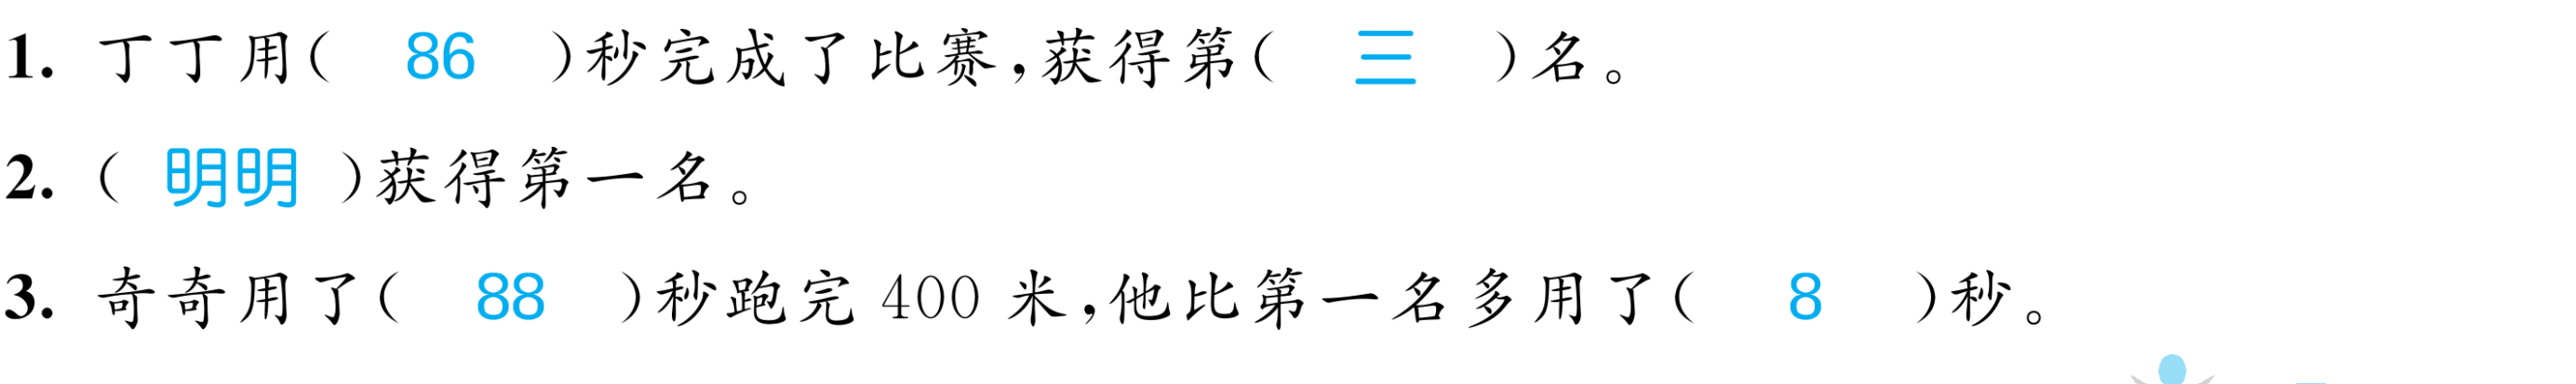 1. 丁丁用( 86 )秒完成了比赛,获得第( 三 )名。
2. ( 明明 )获得第一名。
3. 奇奇用了( 88 )秒跑完 400 米,他比第一名多用了( 8 )秒。